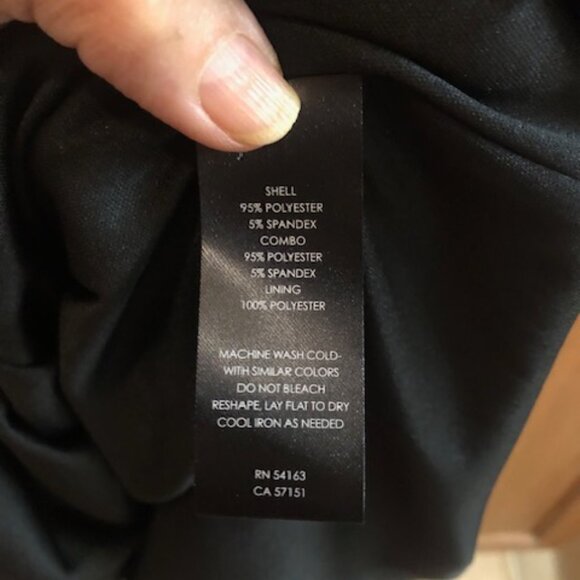 SHELL
95% POLYESTER
5% SPANDEX
COMBO
95% POLYESTER
5% SPANDEX
LINING
100% POLYESTER
MACHINE WASH COLD-
WITH SIMILAR COLORS
DO NOT BLEACH
RESHAPE, LAY FLAT TO DRY
COOL IRON AS NEEDED
RN 54163
CA 57151